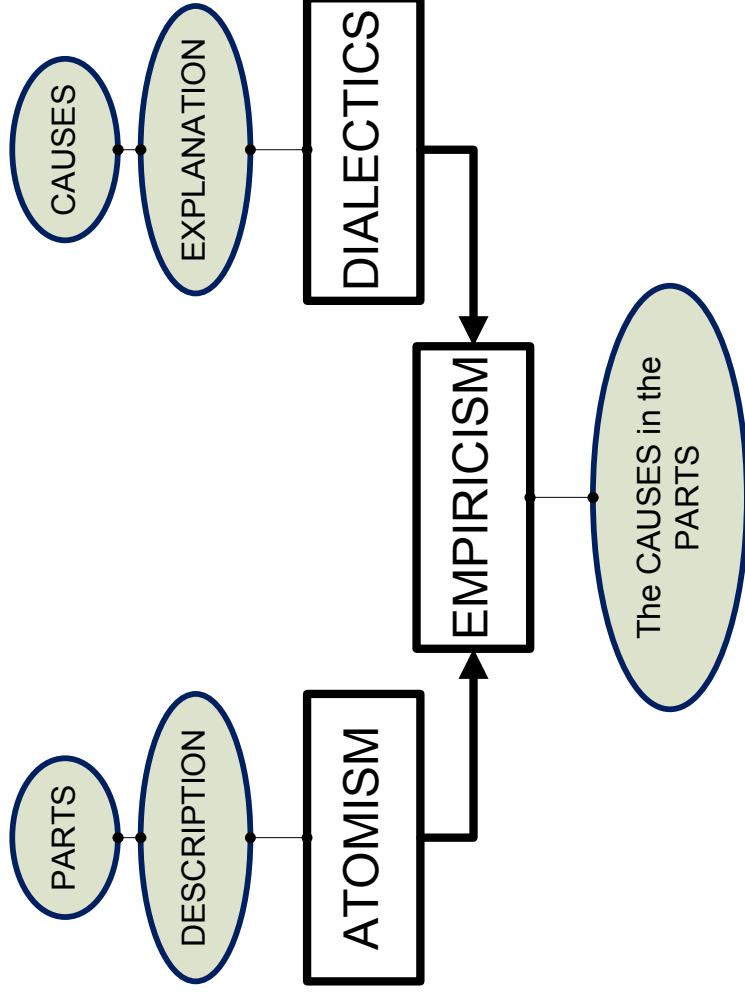 PARTS
DESCRIPTION
ATOMISM
CAUSES
EXPLANATION
DIALECTICS
EMPIRICISM
The CAUSES in the
PARTS